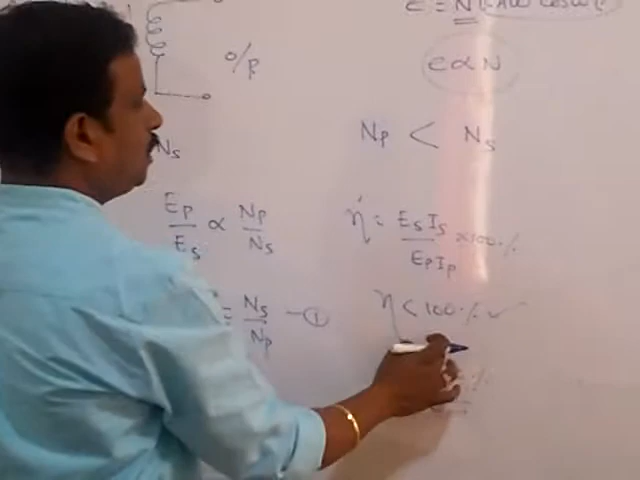 e = N
e ∝ N
o/p
Np < Ns
Ns
Ep/Es ∝ Np/Ns
η = EsIs/EpIp × 100 %
= Ns/Np — ①
η < 100 % ✓